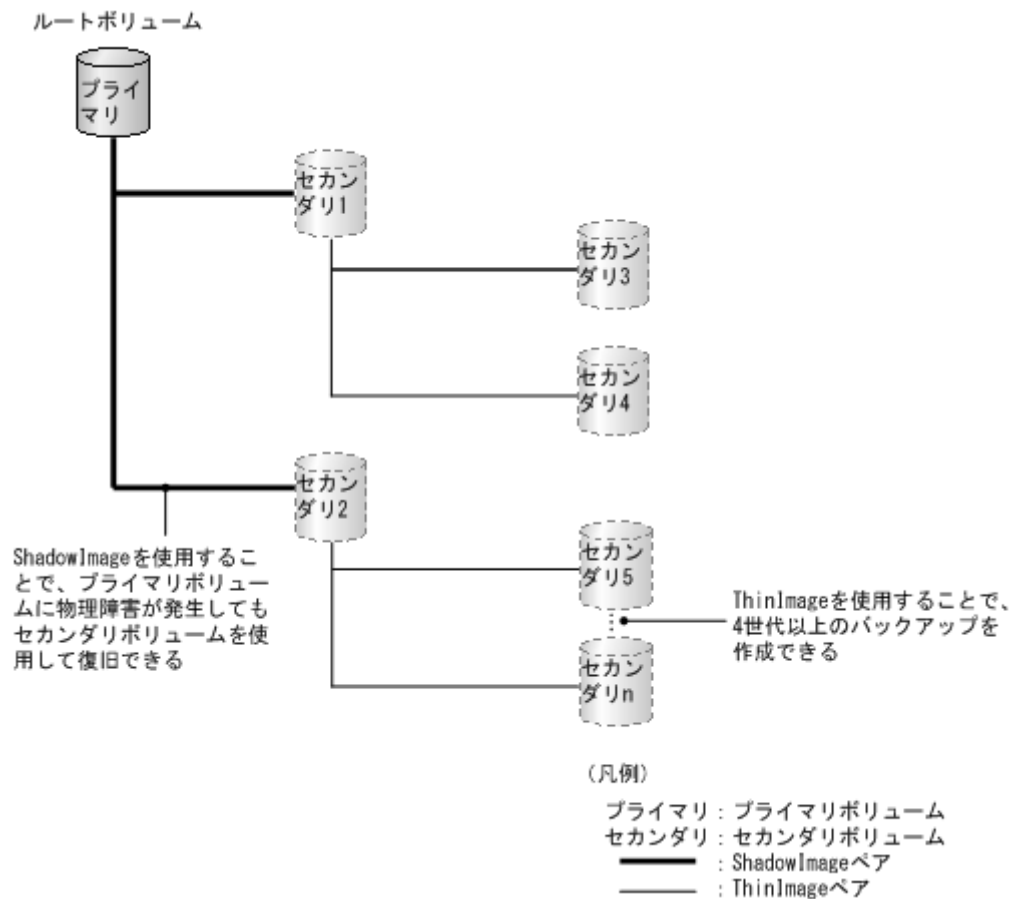 ルートボリューム
プライ
マリ
セカン
ダリ1
セカン
ダリ3
セカン
ダリ4
セカン
ダリ2
セカン
ダリ5
セカン
ダリn
ShadowImageを使用するこ
とで、プライマリボリュー
ムに物理障害が発生しても
セカンダリボリュームを使
用して復旧できる
ThinImageを使用することで、
4世代以上のバックアップを
作成できる
（凡例）
プライマリ：プライマリボリューム
セカンダリ：セカンダリボリューム
：ShadowImageペア
：ThinImageペア